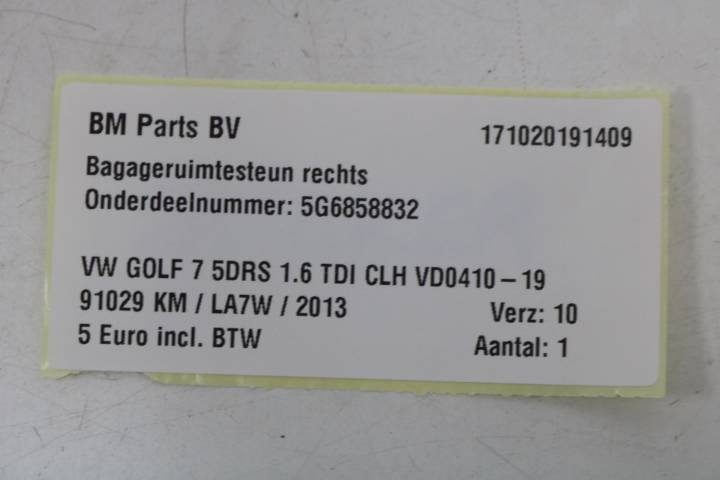 BM Parts BV 171020191409
Bagageruimtesteun rechts
Onderdeelnummer: 5G6858832
VW GOLF 7 5DRS 1.6 TDI CLH VD0410-19
91029 KM / LA7W / 2013 Verz: 10
5 Euro incl. BTW Aantal: 1